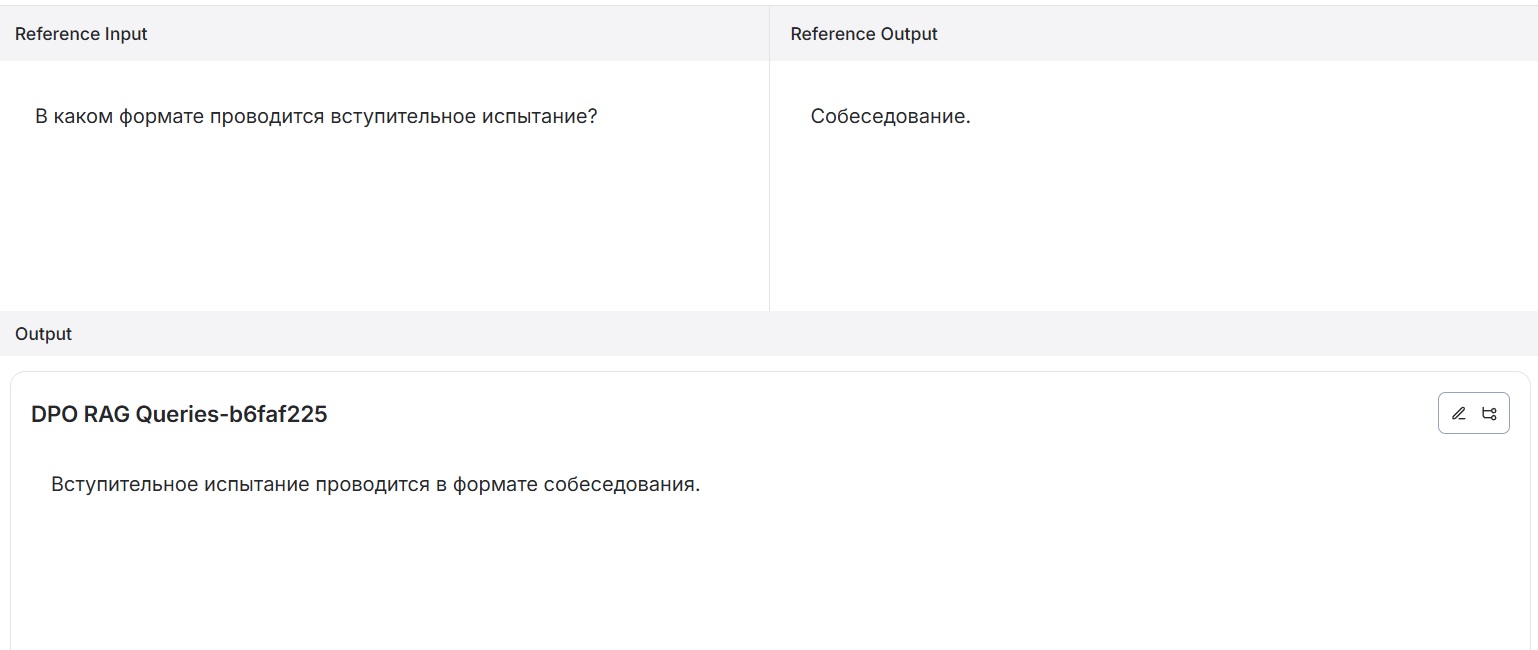 Reference Input
Reference Output
В каком формате проводится вступительное испытание?
Собеседование.
Output
DPO RAG Queries-b6faf225
Вступительное испытание проводится в формате собеседования.